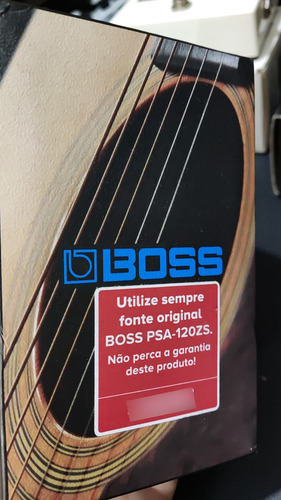 BOSS
Utilize sempre
fonte original
BOSS PSA-120ZS.
Não perca a garantia
deste produto!